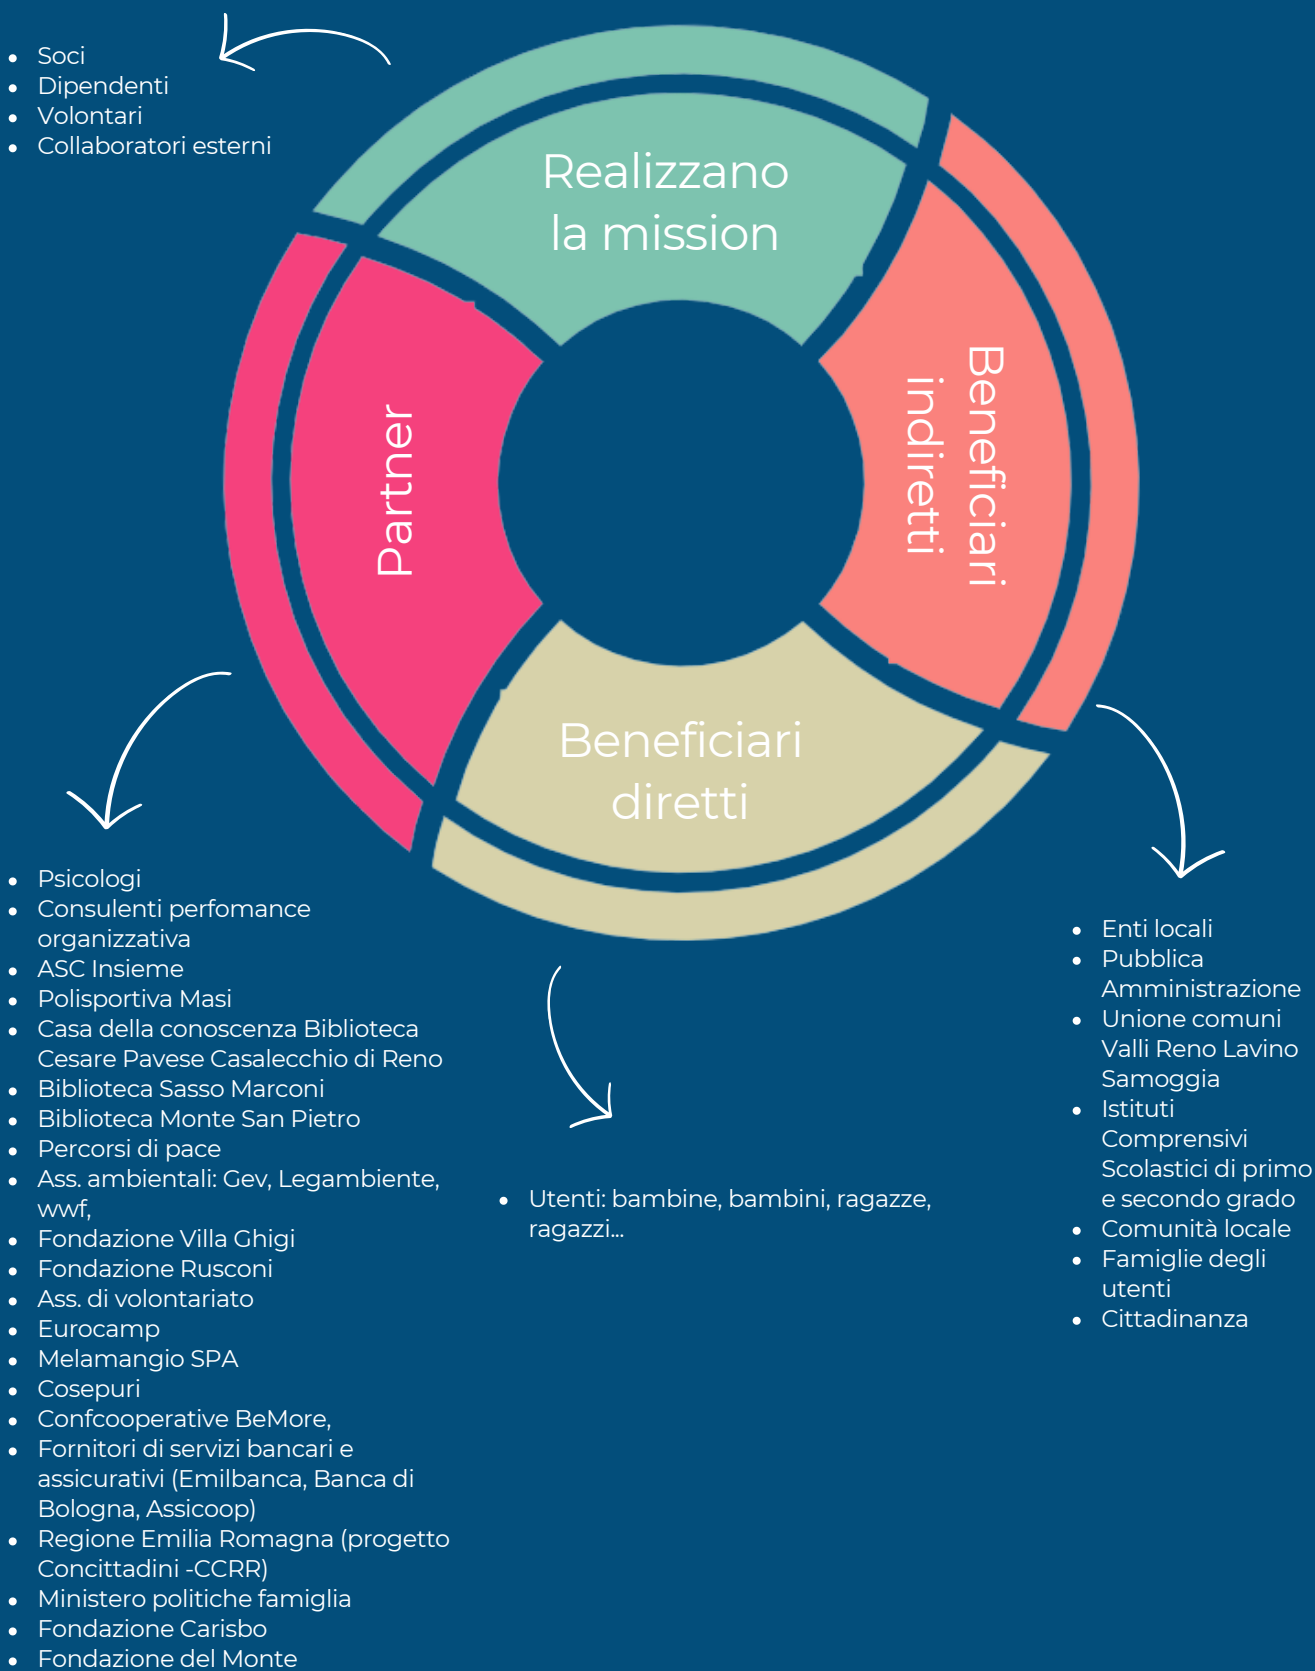 Soci
Dipendenti
Volontari
Collaboratori esterni
Realizzano
la mission
Beneficiari
indiretti
Partner
Beneficiari
diretti
Psicologi
Consulenti perfomance
organizzativa
ASC Insieme
Polisportiva Masi
Casa della conoscenza Biblioteca
Cesare Pavese Casalecchio di Reno
Biblioteca Sasso Marconi
Biblioteca Monte San Pietro
Percorsi di pace
Ass. ambientali: Gev, Legambiente,
wwf,
Fondazione Villa Ghigi
Fondazione Rusconi
Ass. di volontariato
Eurocamp
Melamangio SPA
Cosepuri
Confcooperative BeMore,
Fornitori di servizi bancari e
assicurativi (Emilbanca, Banca di
Bologna, Assicoop)
Regione Emilia Romagna (progetto
Concittadini -CCRR)
Ministero politiche famiglia
Fondazione Carisbo
Fondazione del Monte
Utenti: bambine, bambini, ragazze,
ragazzi...
Enti locali
Pubblica
Amministrazione
Unione comuni
Valli Reno Lavino
Samoggia
Istituti
Comprensivi
Scolastici di primo
e secondo grado
Comunità locale
Famiglie degli
utenti
Cittadinanza